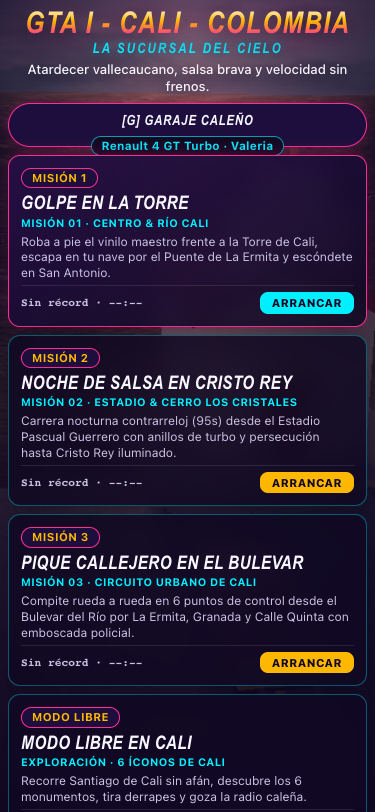 GTA I - CALI - COLOMBIA
LA SUCURSAL DEL CIELO
Atardecer vallecaucano, salsa brava y velocidad sin
frenos.
[G] GARAJE CALEÑO
Renault 4 GT Turbo · Valeria
MISIÓN 1
GOLPE EN LA TORRE
MISIÓN 01 · CENTRO & RÍO CALI
Roba a pie el vinilo maestro frente a la Torre de Cali,
escapa en tu nave por el Puente de La Ermita y escóndete
en San Antonio.
Sin récord · --:--
ARRANCAR
MISIÓN 2
NOCHE DE SALSA EN CRISTO REY
MISIÓN 02 · ESTADIO & CERRO LOS CRISTALES
Carrera nocturna contrarreloj (95s) desde el Estadio
Pascual Guerrero con anillos de turbo y persecución
hasta Cristo Rey iluminado.
Sin récord · --:--
ARRANCAR
MISIÓN 3
PIQUE CALLEJERO EN EL BULEVAR
MISIÓN 03 · CIRCUITO URBANO DE CALI
Compite rueda a rueda en 6 puntos de control desde el
Bulevar del Río por La Ermita, Granada y Calle Quinta con
emboscada policial.
Sin récord · --:--
ARRANCAR
MODO LIBRE
MODO LIBRE EN CALI
EXPLORACIÓN · 6 ÍCONOS DE CALI
Recorre Santiago de Cali sin afán, descubre los 6
monumentos, tira derrapes y goza la radio caleña.